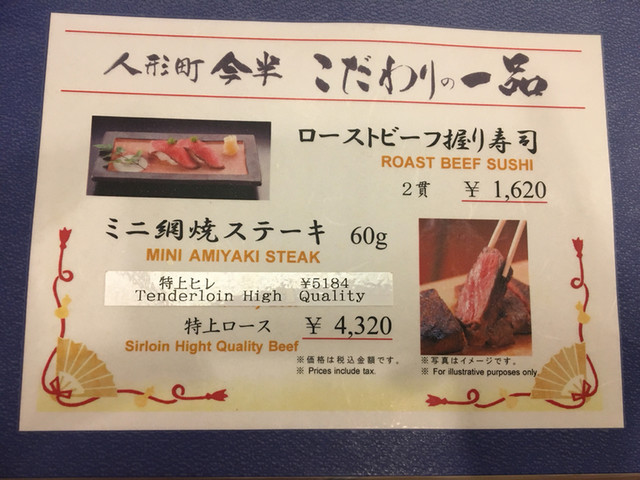 人形町 今半 こだわりの一品
ローストビーフ握り寿司
ROAST BEEF SUSHI
2貫 ¥ 1,620
ミニ網焼ステーキ 60g
MINI AMIYAKI STEAK
特上ヒレ ¥5184
Tenderloin High Quality
特上ロース ¥ 4,320
Sirloin Hight Quality Beef
※価格は税込金額です。
※ Prices include tax.
※写真はイメージです。
※ For illustrative purposes only.